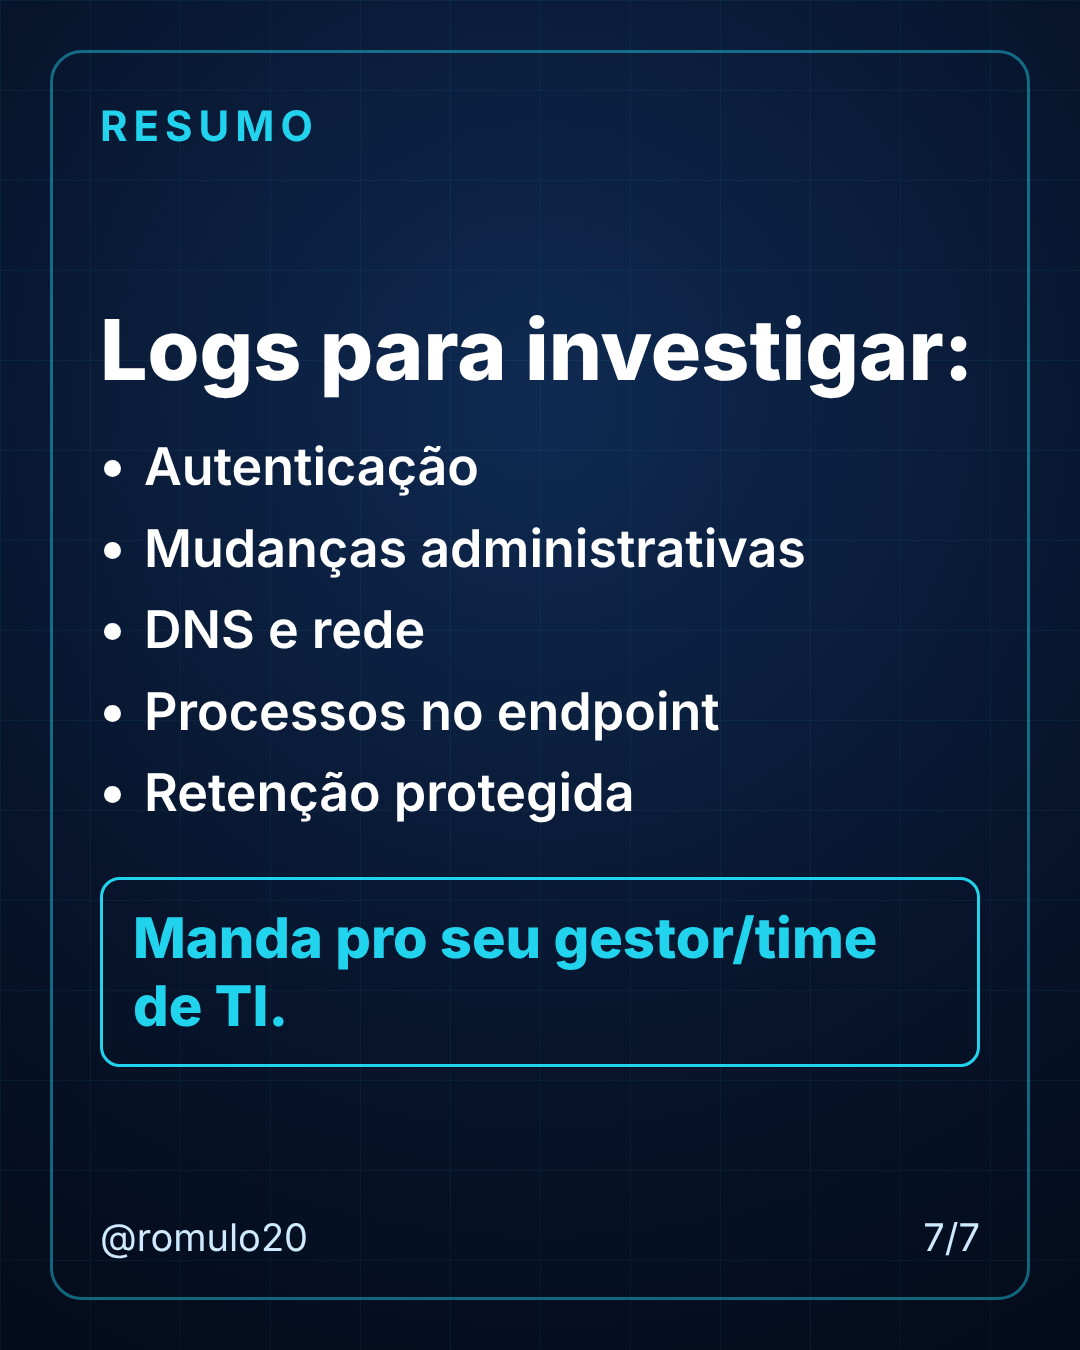 RESUMO
Logs para investigar:
• Autenticação
• Mudanças administrativas
• DNS e rede
• Processos no endpoint
• Retenção protegida
Manda pro seu gestor/time
de TI.
@romulo20
7/7